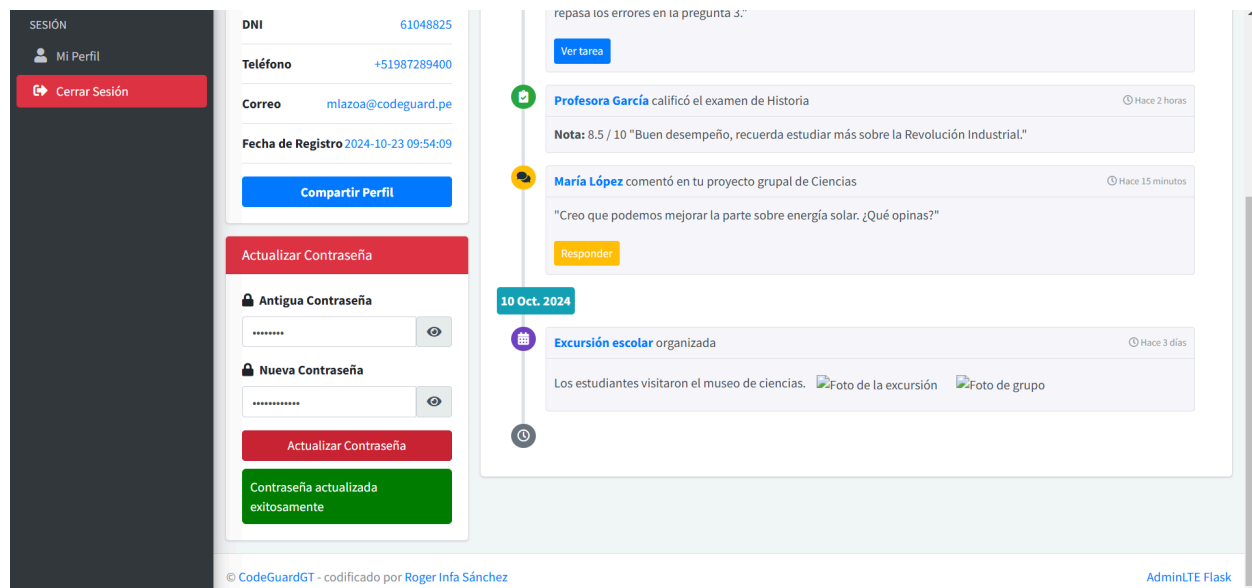 SESIÓN
Mi Perfil
Cerrar Sesión
DNI 61048825
Teléfono +51987289400
Correo mlazoa@codeguard.pe
Fecha de Registro 2024-10-23 09:54:09
Compartir Perfil
Actualizar Contraseña
Antigua Contraseña
••••••••
Nueva Contraseña
••••••••••••
Actualizar Contraseña
Contraseña actualizada
exitosamente
repasa los errores en la pregunta 3."
Ver tarea
Profesora García calificó el examen de Historia Hace 2 horas
Nota: 8.5 / 10 "Buen desempeño, recuerda estudiar más sobre la Revolución Industrial."
María López comentó en tu proyecto grupal de Ciencias Hace 15 minutos
"Creo que podemos mejorar la parte sobre energía solar. ¿Qué opinas?"
Responder
10 Oct. 2024
Excursión escolar organizada Hace 3 días
Los estudiantes visitaron el museo de ciencias. Foto de la excursión Foto de grupo
© CodeGuardGT - codificado por Roger Infa Sánchez AdminLTE Flask